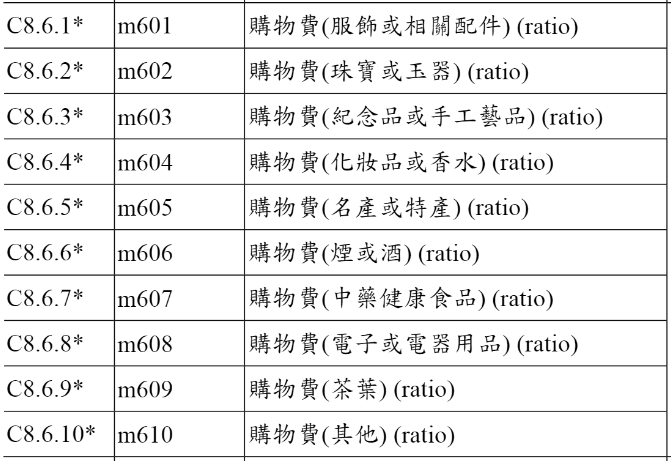 C8.6.1* m601 購物費(服飾或相關配件) (ratio)
C8.6.2* m602 購物費(珠寶或玉器) (ratio)
C8.6.3* m603 購物費(紀念品或手工藝品) (ratio)
C8.6.4* m604 購物費(化妝品或香水) (ratio)
C8.6.5* m605 購物費(名產或特產) (ratio)
C8.6.6* m606 購物費(煙或酒) (ratio)
C8.6.7* m607 購物費(中藥健康食品) (ratio)
C8.6.8* m608 購物費(電子或電器用品) (ratio)
C8.6.9* m609 購物費(茶葉) (ratio)
C8.6.10* m610 購物費(其他) (ratio)